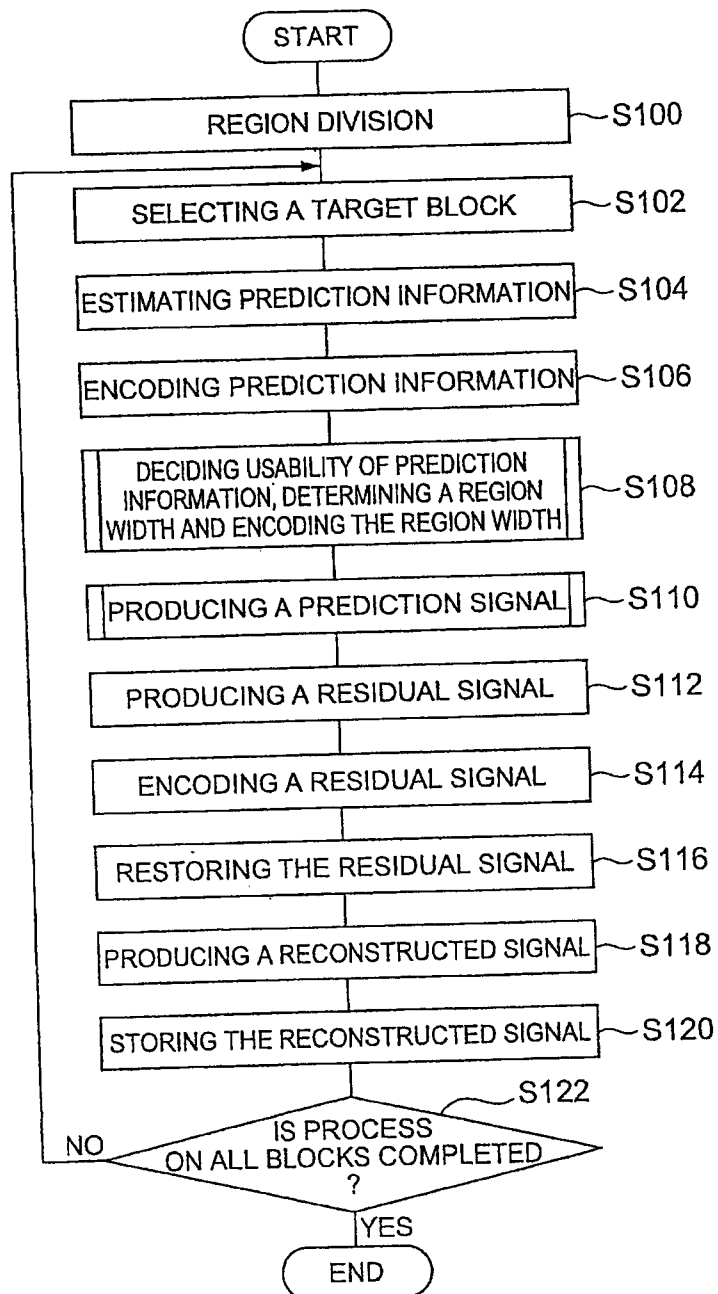 START
REGION DIVISION
S100
SELECTING A TARGET BLOCK
S102
ESTIMATING PREDICTION INFORMATION
S104
ENCODING PREDICTION INFORMATION
S106
DECIDING USABILITY OF PREDICTION
INFORMATION, DETERMINING A REGION
WIDTH AND ENCODING THE REGION WIDTH
S108
PRODUCING A PREDICTION SIGNAL
S110
PRODUCING A RESIDUAL SIGNAL
S112
ENCODING A RESIDUAL SIGNAL
S114
RESTORING THE RESIDUAL SIGNAL
S116
PRODUCING A RECONSTRUCTED SIGNAL
S118
STORING THE RECONSTRUCTED SIGNAL
S120
S122
IS PROCESS
ON ALL BLOCKS COMPLETED
?
NO
YES
END